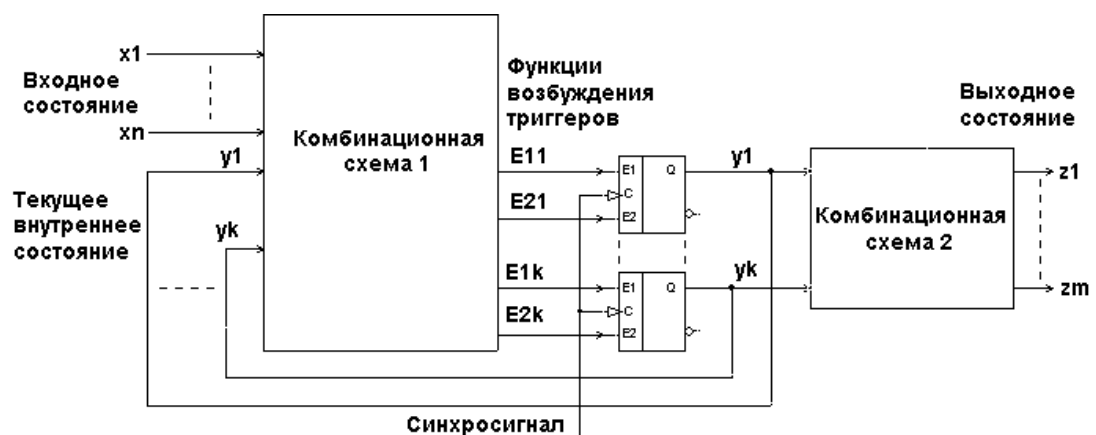 x1
Входное
состояние
xn
y1
Текущее
внутреннее
состояние
yk
Комбинационная
схема 1
Функции
возбуждения
триггеров
E11
E21
E1k
E2k
E1
Q
C
E2
E1
Q
C
E2
y1
yk
Комбинационная
схема 2
Выходное
состояние
z1
zm
Синхросигнал